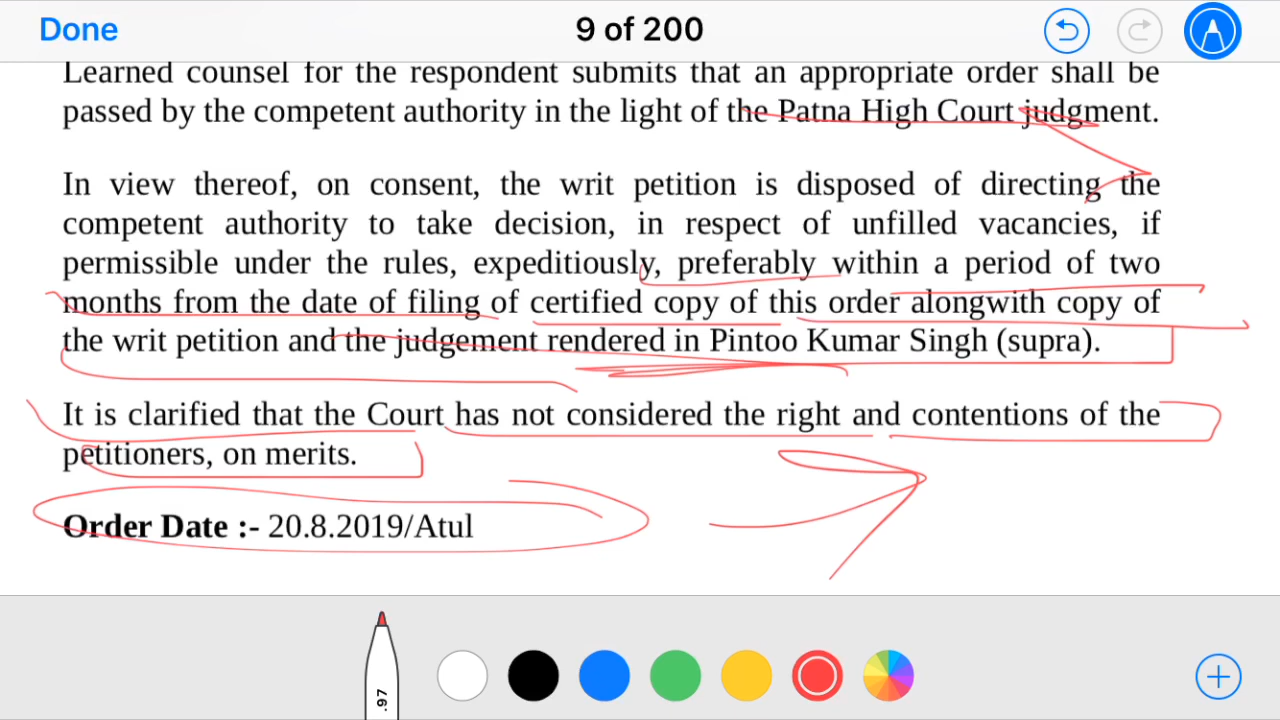 Done
9 of 200
Learned counsel for the respondent submits that an appropriate order shall be
passed by the competent authority in the light of the Patna High Court judgment.
In view thereof, on consent, the writ petition is disposed of directing the
competent authority to take decision, in respect of unfilled vacancies, if
permissible under the rules, expeditiously, preferably within a period of two
months from the date of filing of certified copy of this order alongwith copy of
the writ petition and the judgement rendered in Pintoo Kumar Singh (supra).
It is clarified that the Court has not considered the right and contentions of the
petitioners, on merits.
Order Date :- 20.8.2019/Atul
.97